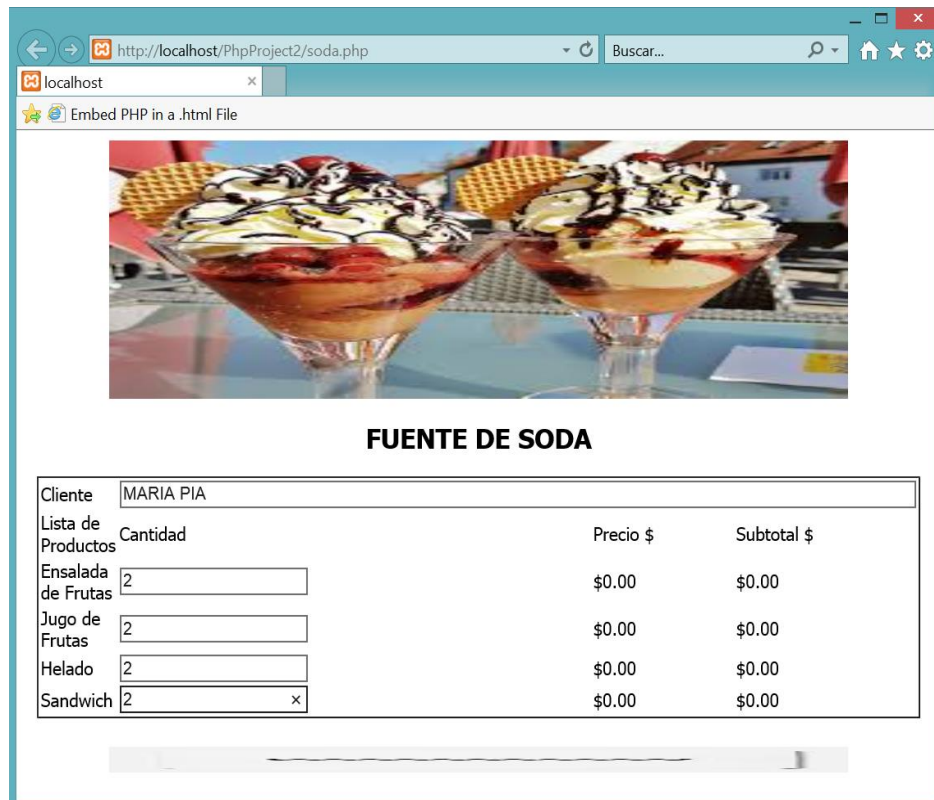 http://localhost/PhpProject2/soda.php
Buscar...
localhost
Embed PHP in a .html File
FUENTE DE SODA
Cliente MARIA PIA
Lista de Productos Cantidad Precio $ Subtotal $
Ensalada de Frutas 2 $0.00 $0.00
Jugo de Frutas 2 $0.00 $0.00
Helado 2 $0.00 $0.00
Sandwich 2 $0.00 $0.00